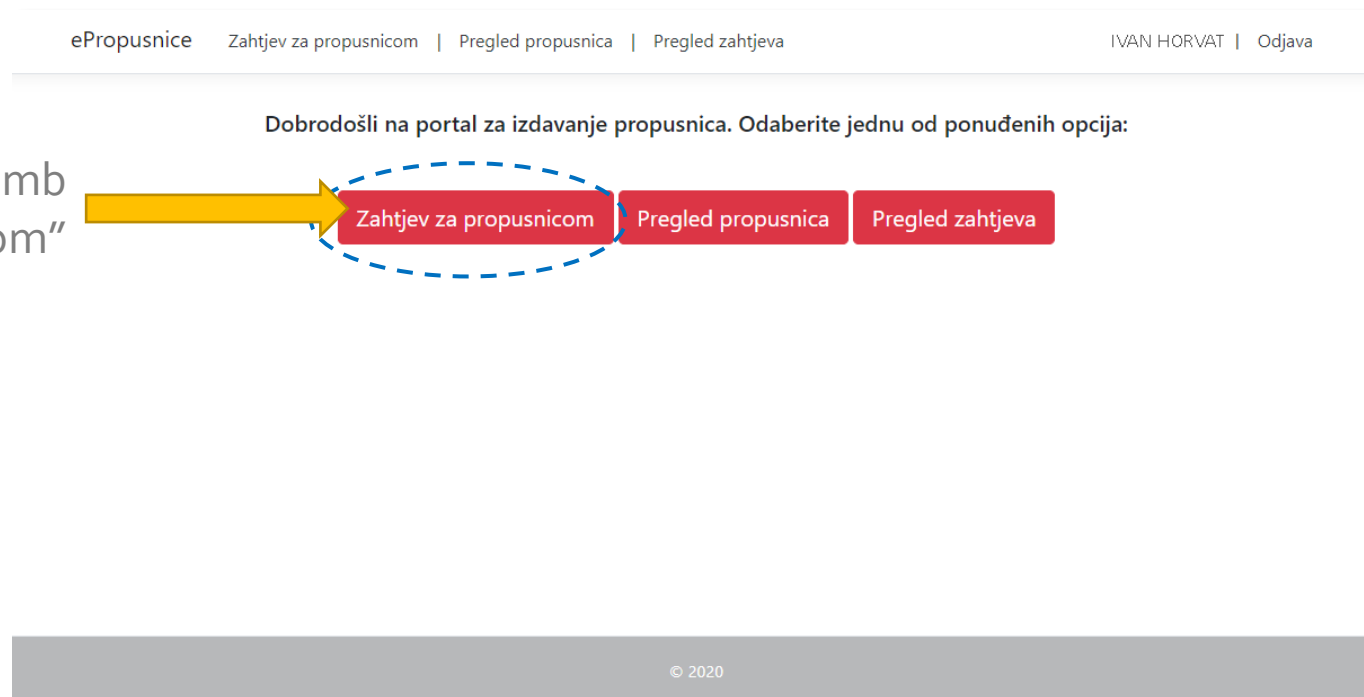 ePropusnice Zahtjev za propusnicom | Pregled propusnica | Pregled zahtjeva IVAN HORVAT | Odjava
Dobrodošli na portal za izdavanje propusnica. Odaberite jednu od ponuđenih opcija:
mb
om”
Zahtjev za propusnicom Pregled propusnica Pregled zahtjeva
© 2020